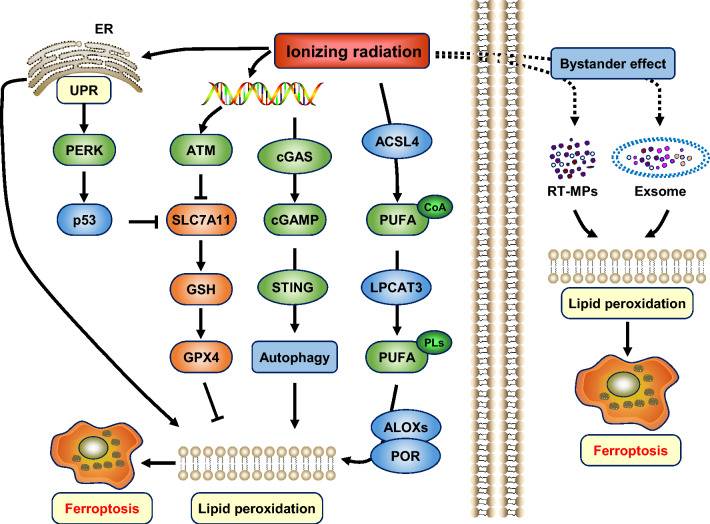 ER
Ionizing radiation
Bystander effect
UPR
PERK
ATM
cGAS
ACSL4
RT-MPs
Exsome
p53
SLC7A11
cGAMP
PUFA
CoA
GSH
STING
LPCAT3
Lipid peroxidation
GPX4
Autophagy
PUFA
PLs
ALOXs
POR
Ferroptosis
Ferroptosis
Lipid peroxidation